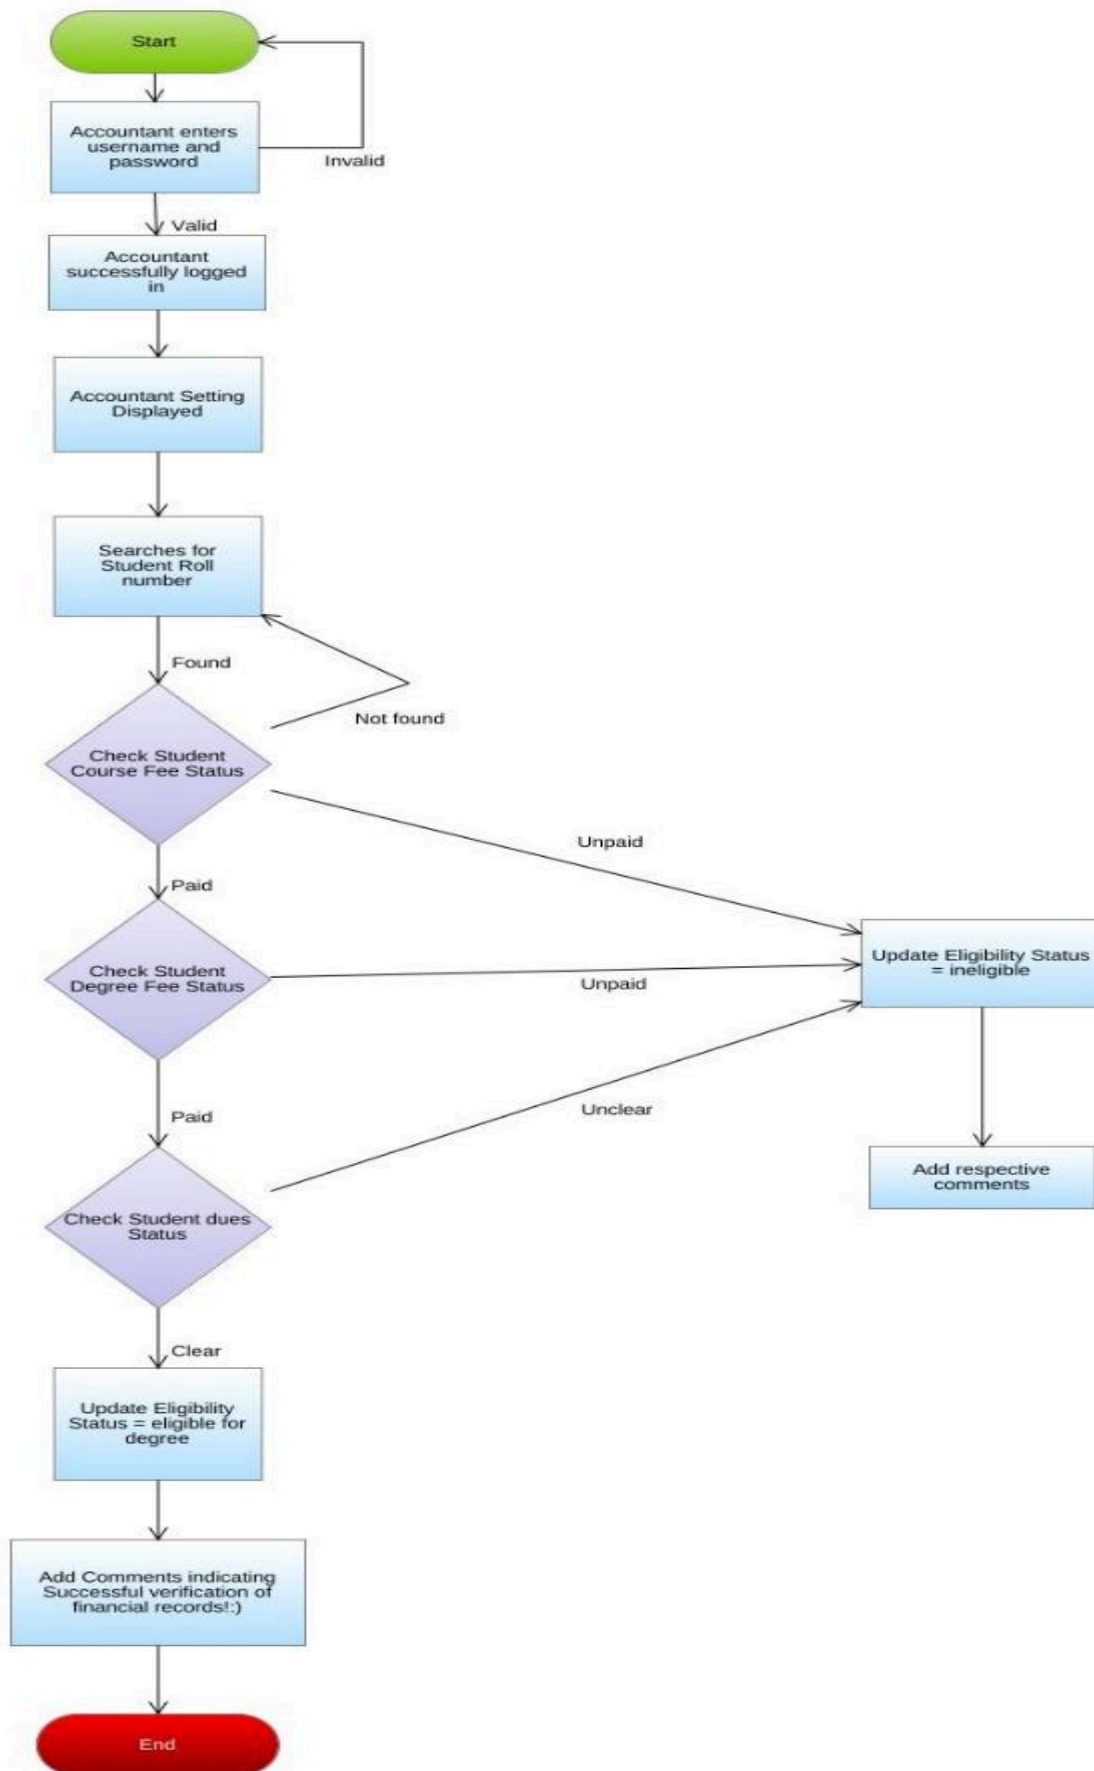 Start
Accountant enters
username and
password
Invalid
Valid
Accountant
successfully logged
in
Accountant Setting
Displayed
Searches for
Student Roll
number
Found
Not found
Check Student
Course Fee Status
Unpaid
Paid
Check Student
Degree Fee Status
Unpaid
Update Eligibility Status
= ineligible
Paid
Unclear
Add respective
comments
Check Student dues
Status
Clear
Update Eligibility
Status = eligible for
degree
Add Comments indicating
Successful verification of
financial records!:)
End